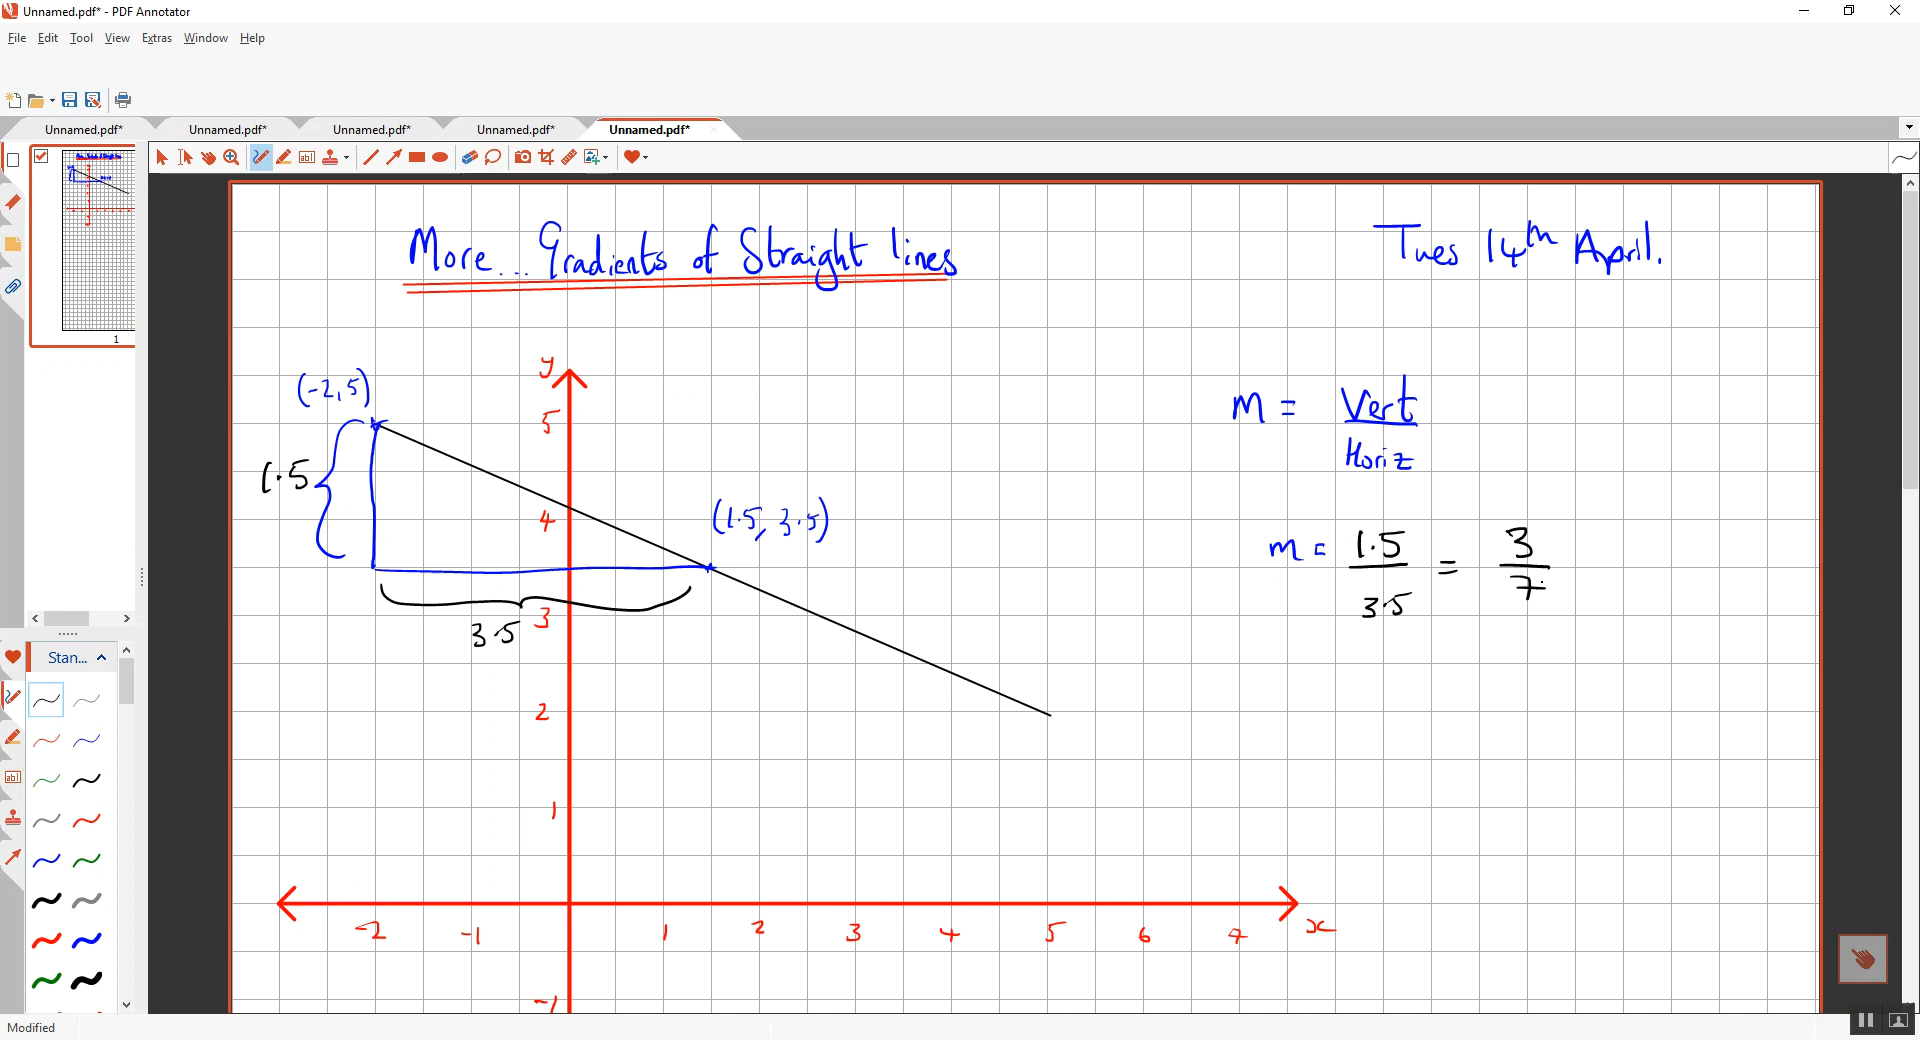 Unnamed.pdf* - PDF Annotator
File Edit Tool View Extras Window Help
Unnamed.pdf* Unnamed.pdf* Unnamed.pdf* Unnamed.pdf* Unnamed.pdf*
More... Gradients of Straight lines
Tues 14th April.
1
Stan...
y
(-2,5)
5
1.5
4
(1.5, 3.5)
3
3.5
2
1
-2 -1 1 2 3 4 5 6 7 x
-1
m = Vert
Horiz
m = 1.5 = 3
3.5 7
Modified